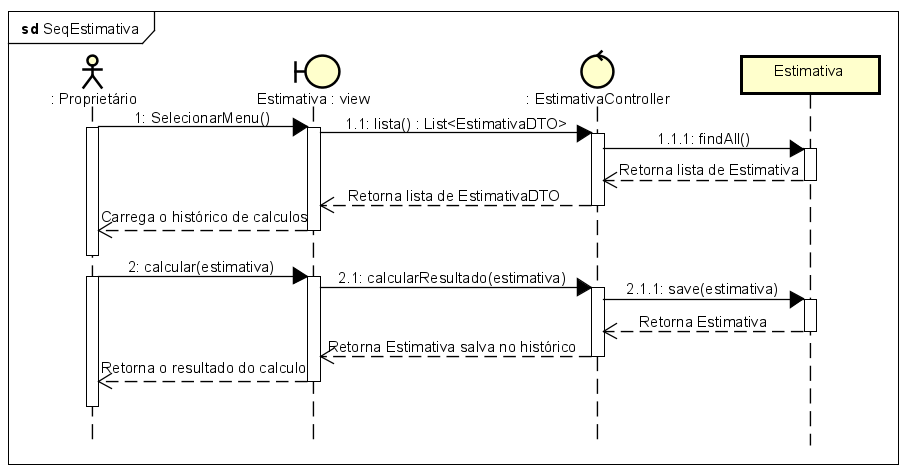 sd SeqEstimativa
: Proprietário
Estimativa : view
: EstimativaController
Estimativa
1: SelecionarMenu()
1.1: lista() : List<EstimativaDTO>
1.1.1: findAll()
Retorna lista de Estimativa
Retorna lista de EstimativaDTO
Carrega o histórico de calculos
2: calcular(estimativa)
2.1: calcularResultado(estimativa)
2.1.1: save(estimativa)
Retorna Estimativa
Retorna Estimativa salva no histórico
Retorna o resultado do calculo